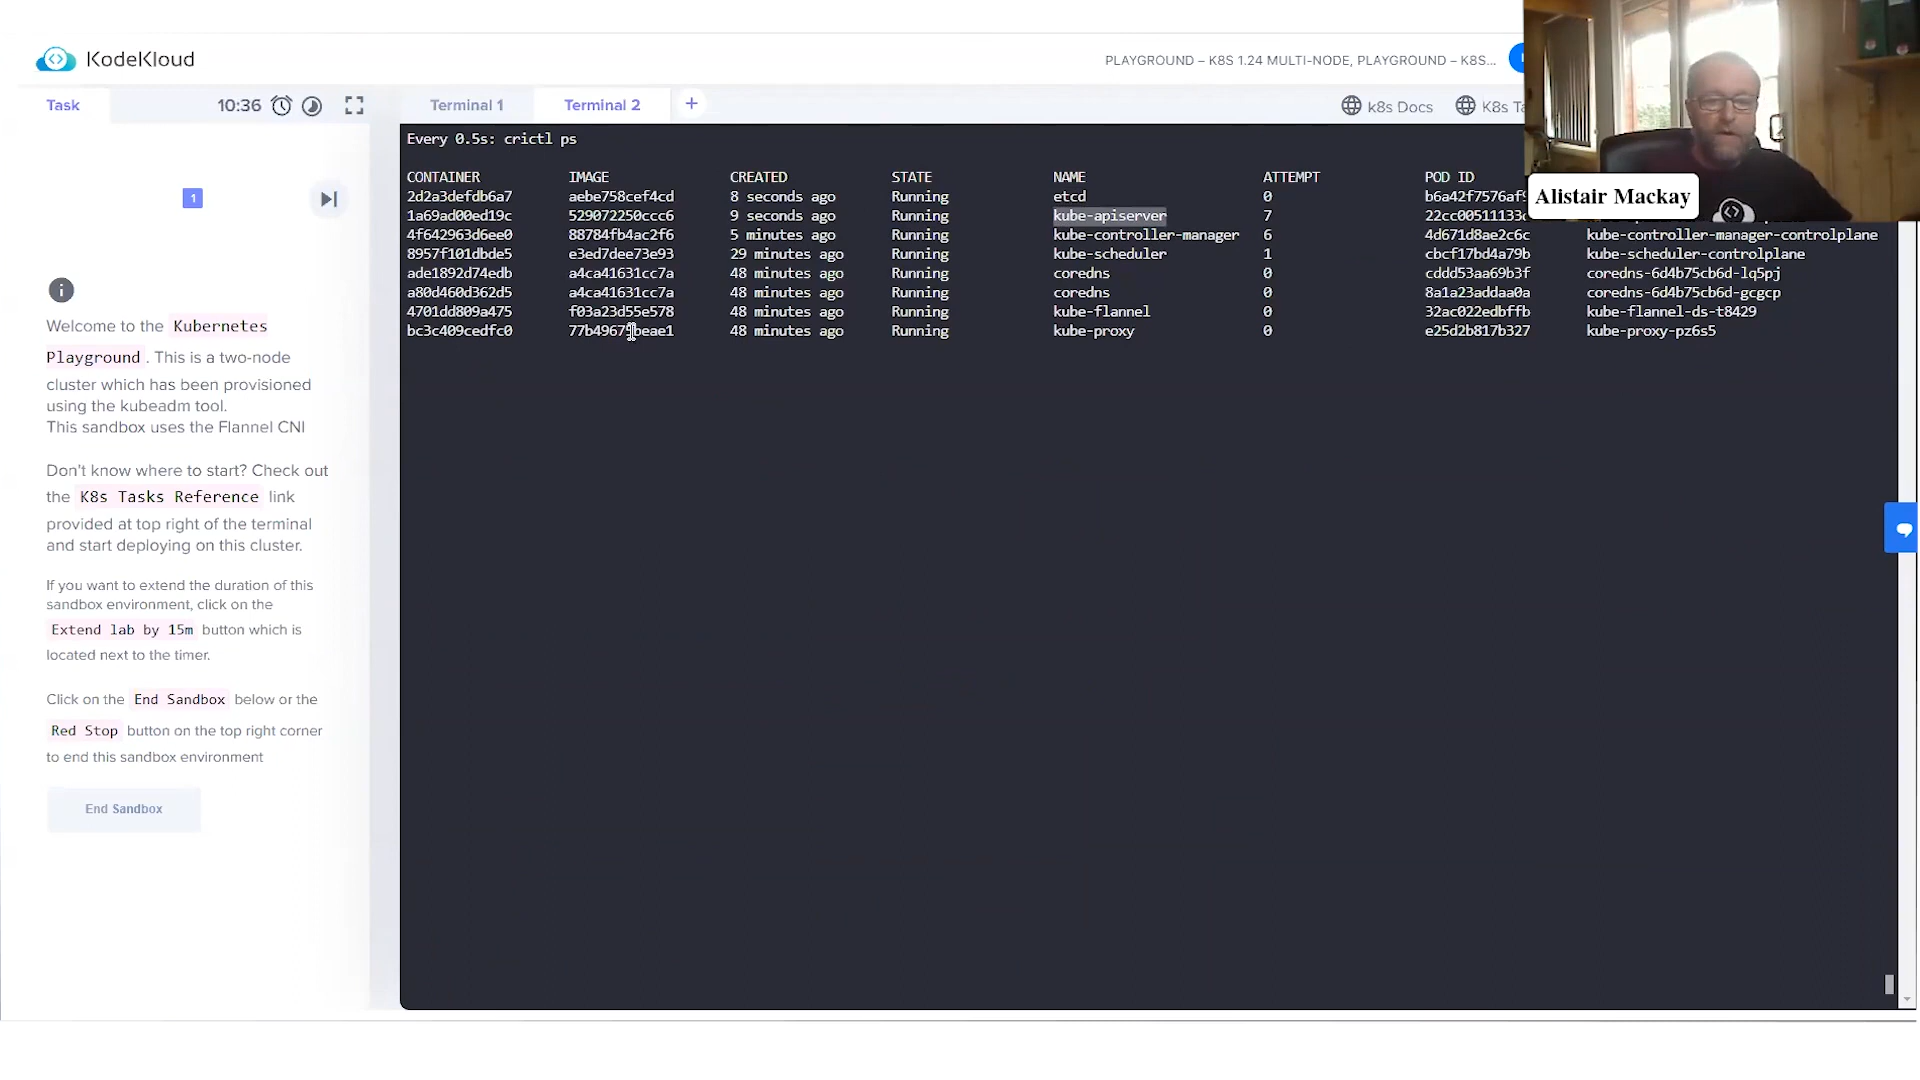 KodeKloud
PLAYGROUND – K8S 1.24 MULTI-NODE, PLAYGROUND – K8S...
Task
10:36
Terminal 1
Terminal 2
+
k8s Docs
K8s
Every 0.5s: crictl ps
CONTAINER IMAGE CREATED STATE NAME ATTEMPT POD ID
2d2a3defdb6a7 aebe758cef4cd 8 seconds ago Running etcd 0
1a69ad00ed19c 529072250ccc6 9 seconds ago Running kube-apiserver 7
4f642963d6ee0 88784fb4ac2f6 5 minutes ago Running kube-controller-manager 6 4d671d8ae2c6c kube-controller-manager-controlplane
8957f101dbde5 e3ed7dee73e93 29 minutes ago Running kube-scheduler 1 cbcf17bd4a79b kube-scheduler-controlplane
ade1892d74edb a4ca41631cc7a 48 minutes ago Running coredns 0 cddd53aa69b3f coredns-6d4b75cb6d-lq5pj
a80d460d362d5 a4ca41631cc7a 48 minutes ago Running coredns 0 8a1a23addaa0a coredns-6d4b75cb6d-gcgcp
4701dd809a475 f03a23d55e578 48 minutes ago Running kube-flannel 0 32ac022edbffb kube-flannel-ds-t8429
bc3c409cedfc0 48 minutes ago Running kube-proxy 0 e25d2b817b327 kube-proxy-pz6s5
Alistair Mackay
1
Welcome to the Kubernetes
Playground. This is a two-node
cluster which has been provisioned
using the kubeadm tool.
This sandbox uses the Flannel CNI
Don't know where to start? Check out
the K8s Tasks Reference link
provided at top right of the terminal
and start deploying on this cluster.
If you want to extend the duration of this
sandbox environment, click on the
Extend lab by 15m button which is
located next to the timer.
Click on the End Sandbox below or the
Red Stop button on the top right corner
to end this sandbox environment
End Sandbox